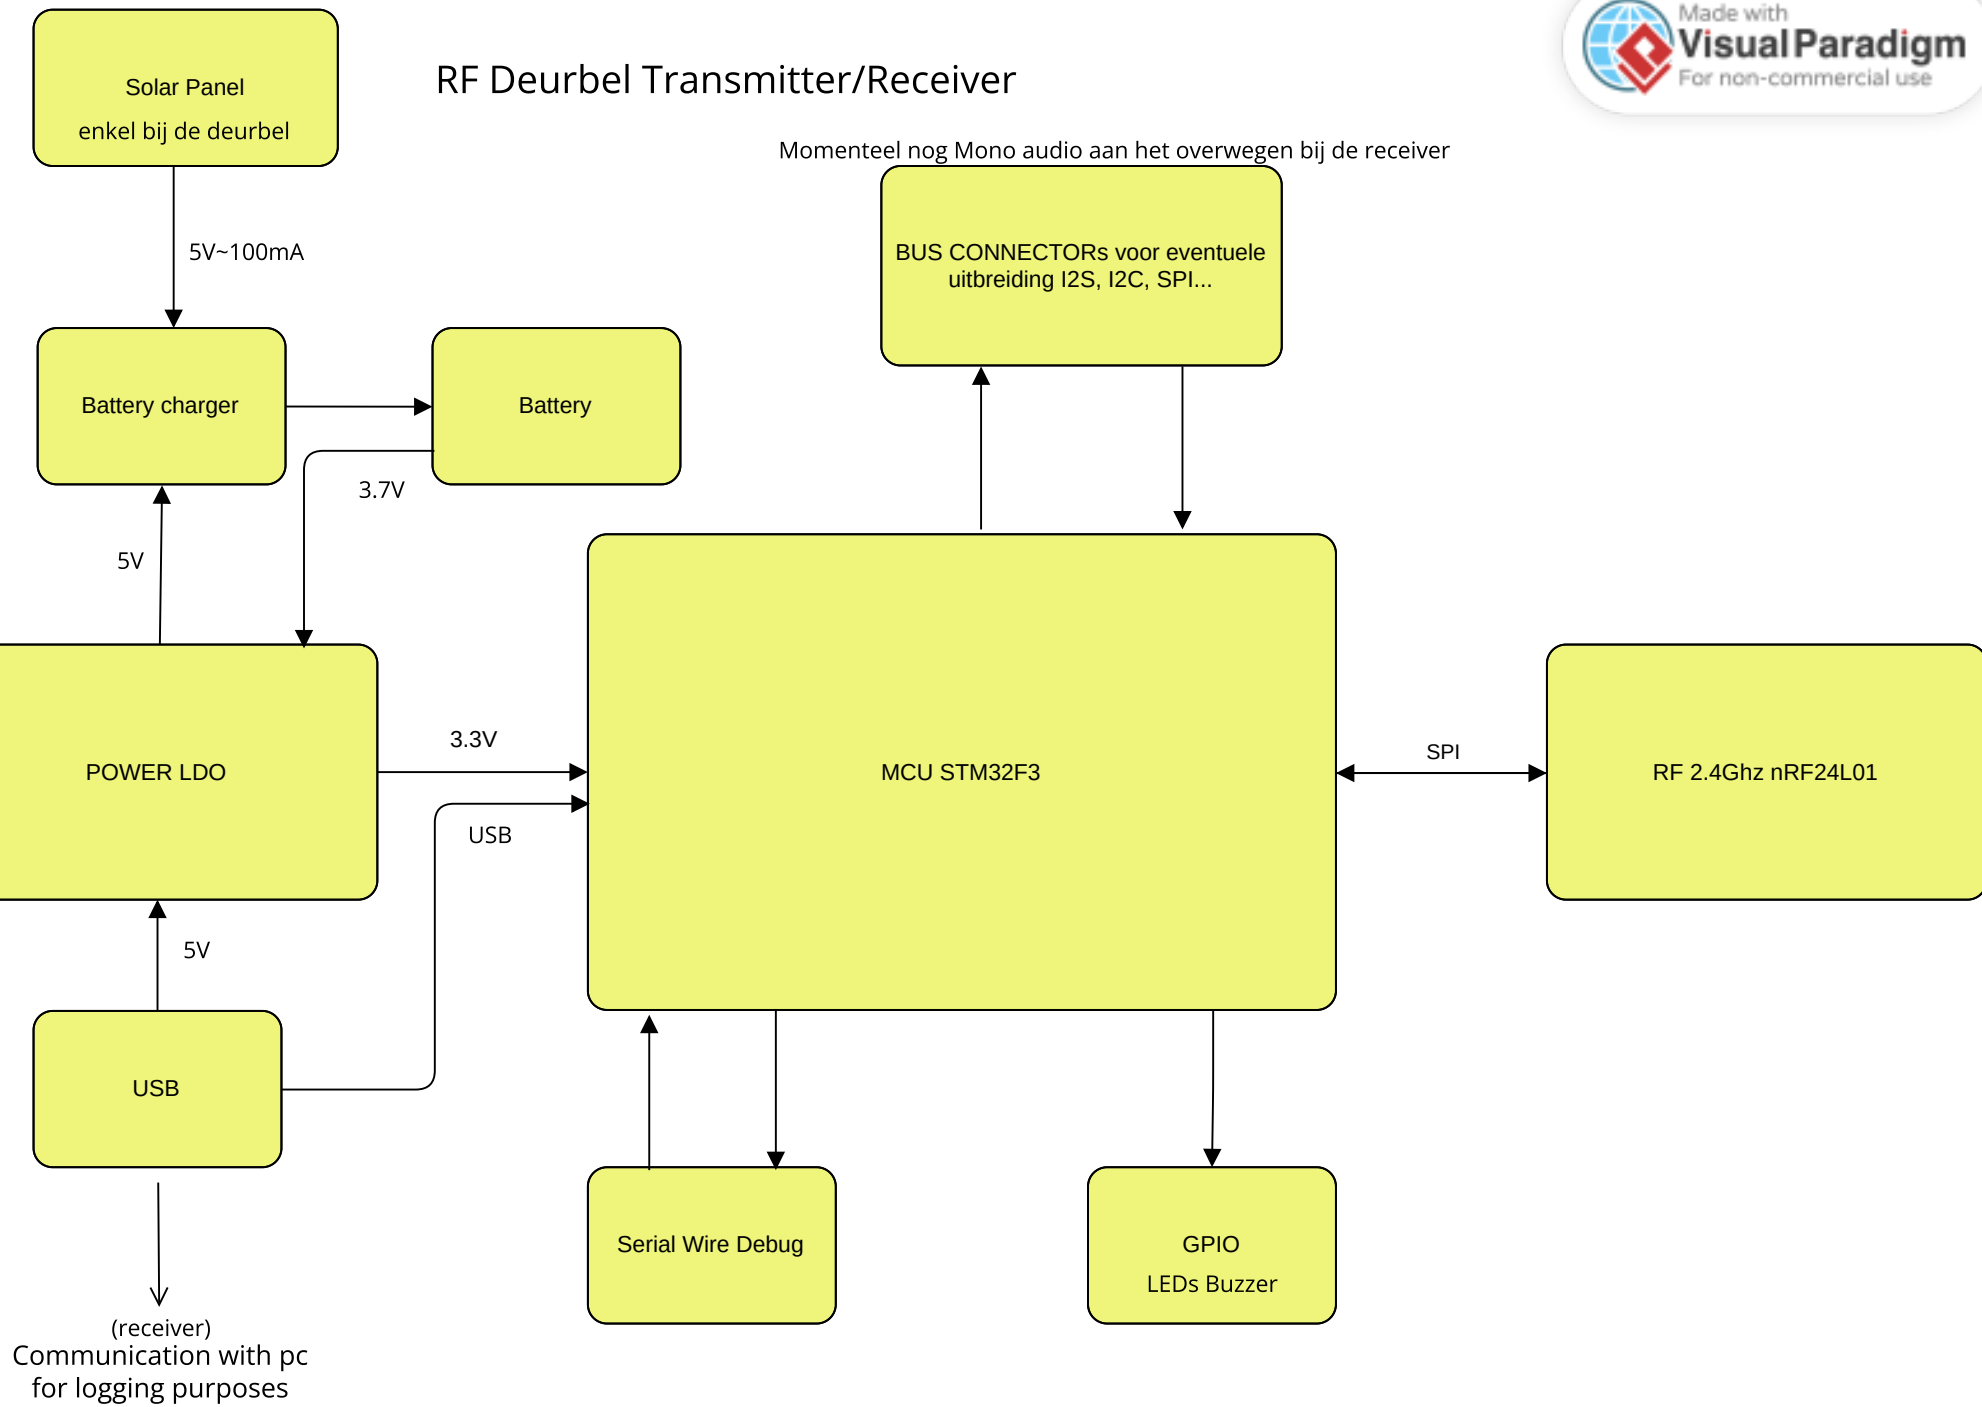 Made with
Visual Paradigm
For non-commercial use
RF Deurbel Transmitter/Receiver
Solar Panel
enkel bij de deurbel
Momenteel nog Mono audio aan het overwegen bij de receiver
5V~100mA
BUS CONNECTORs voor eventuele
uitbreiding I2S, I2C, SPI...
Battery charger
Battery
3.7V
5V
3.3V
POWER LDO
MCU STM32F3
SPI
RF 2.4Ghz nRF24L01
USB
5V
USB
Serial Wire Debug
GPIO
LEDs Buzzer
(receiver)
Communication with pc
for logging purposes